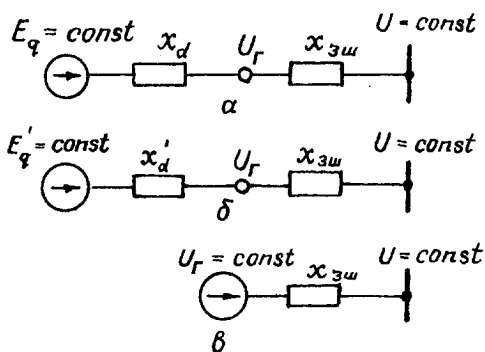 E_q = const x_d U_Г x_зш U = const
а
E'_q = const x'_d U_Г x_зш U = const
б
U_Г = const x_зш U = const
в